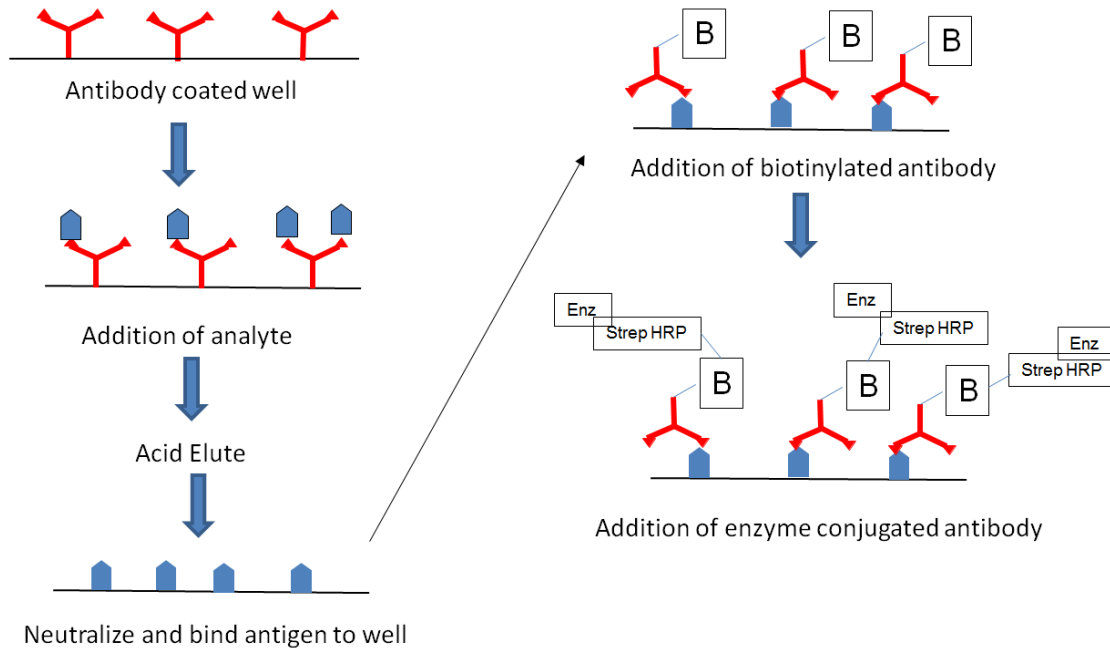 Antibody coated well
Addition of analyte
Acid Elute
Neutralize and bind antigen to well
B
B
B
Addition of biotinylated antibody
Enz
Strep HRP
B
Enz
Strep HRP
B
Enz
Strep HRP
B
Addition of enzyme conjugated antibody